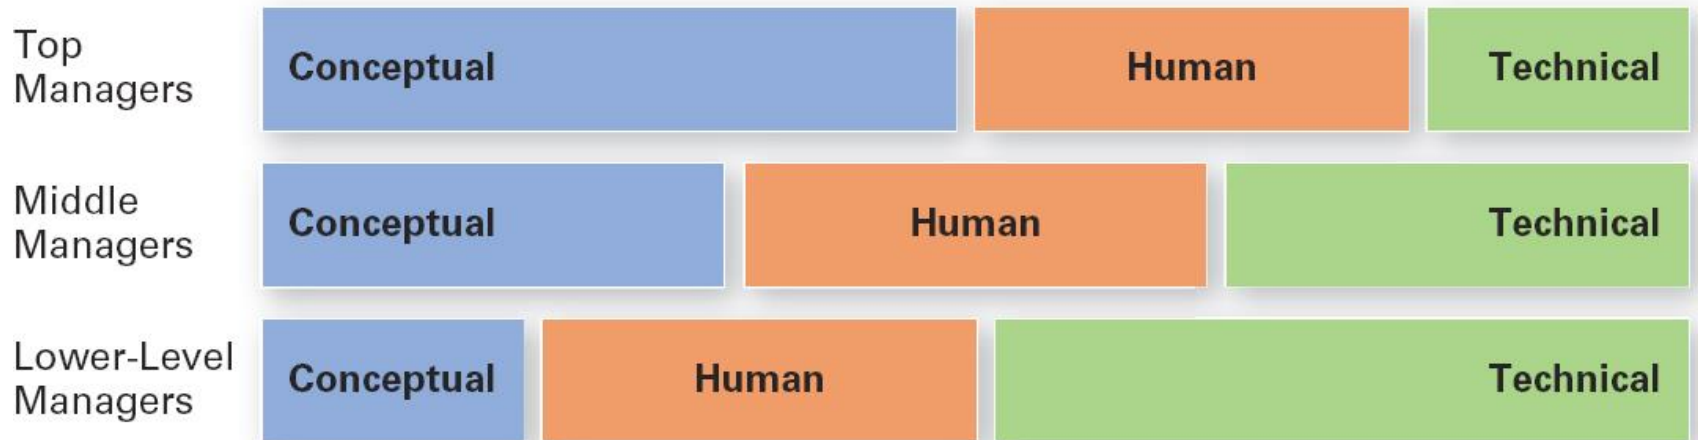 Top
Managers
Conceptual
Human
Technical
Middle
Managers
Conceptual
Human
Technical
Lower-Level
Managers
Conceptual
Human
Technical